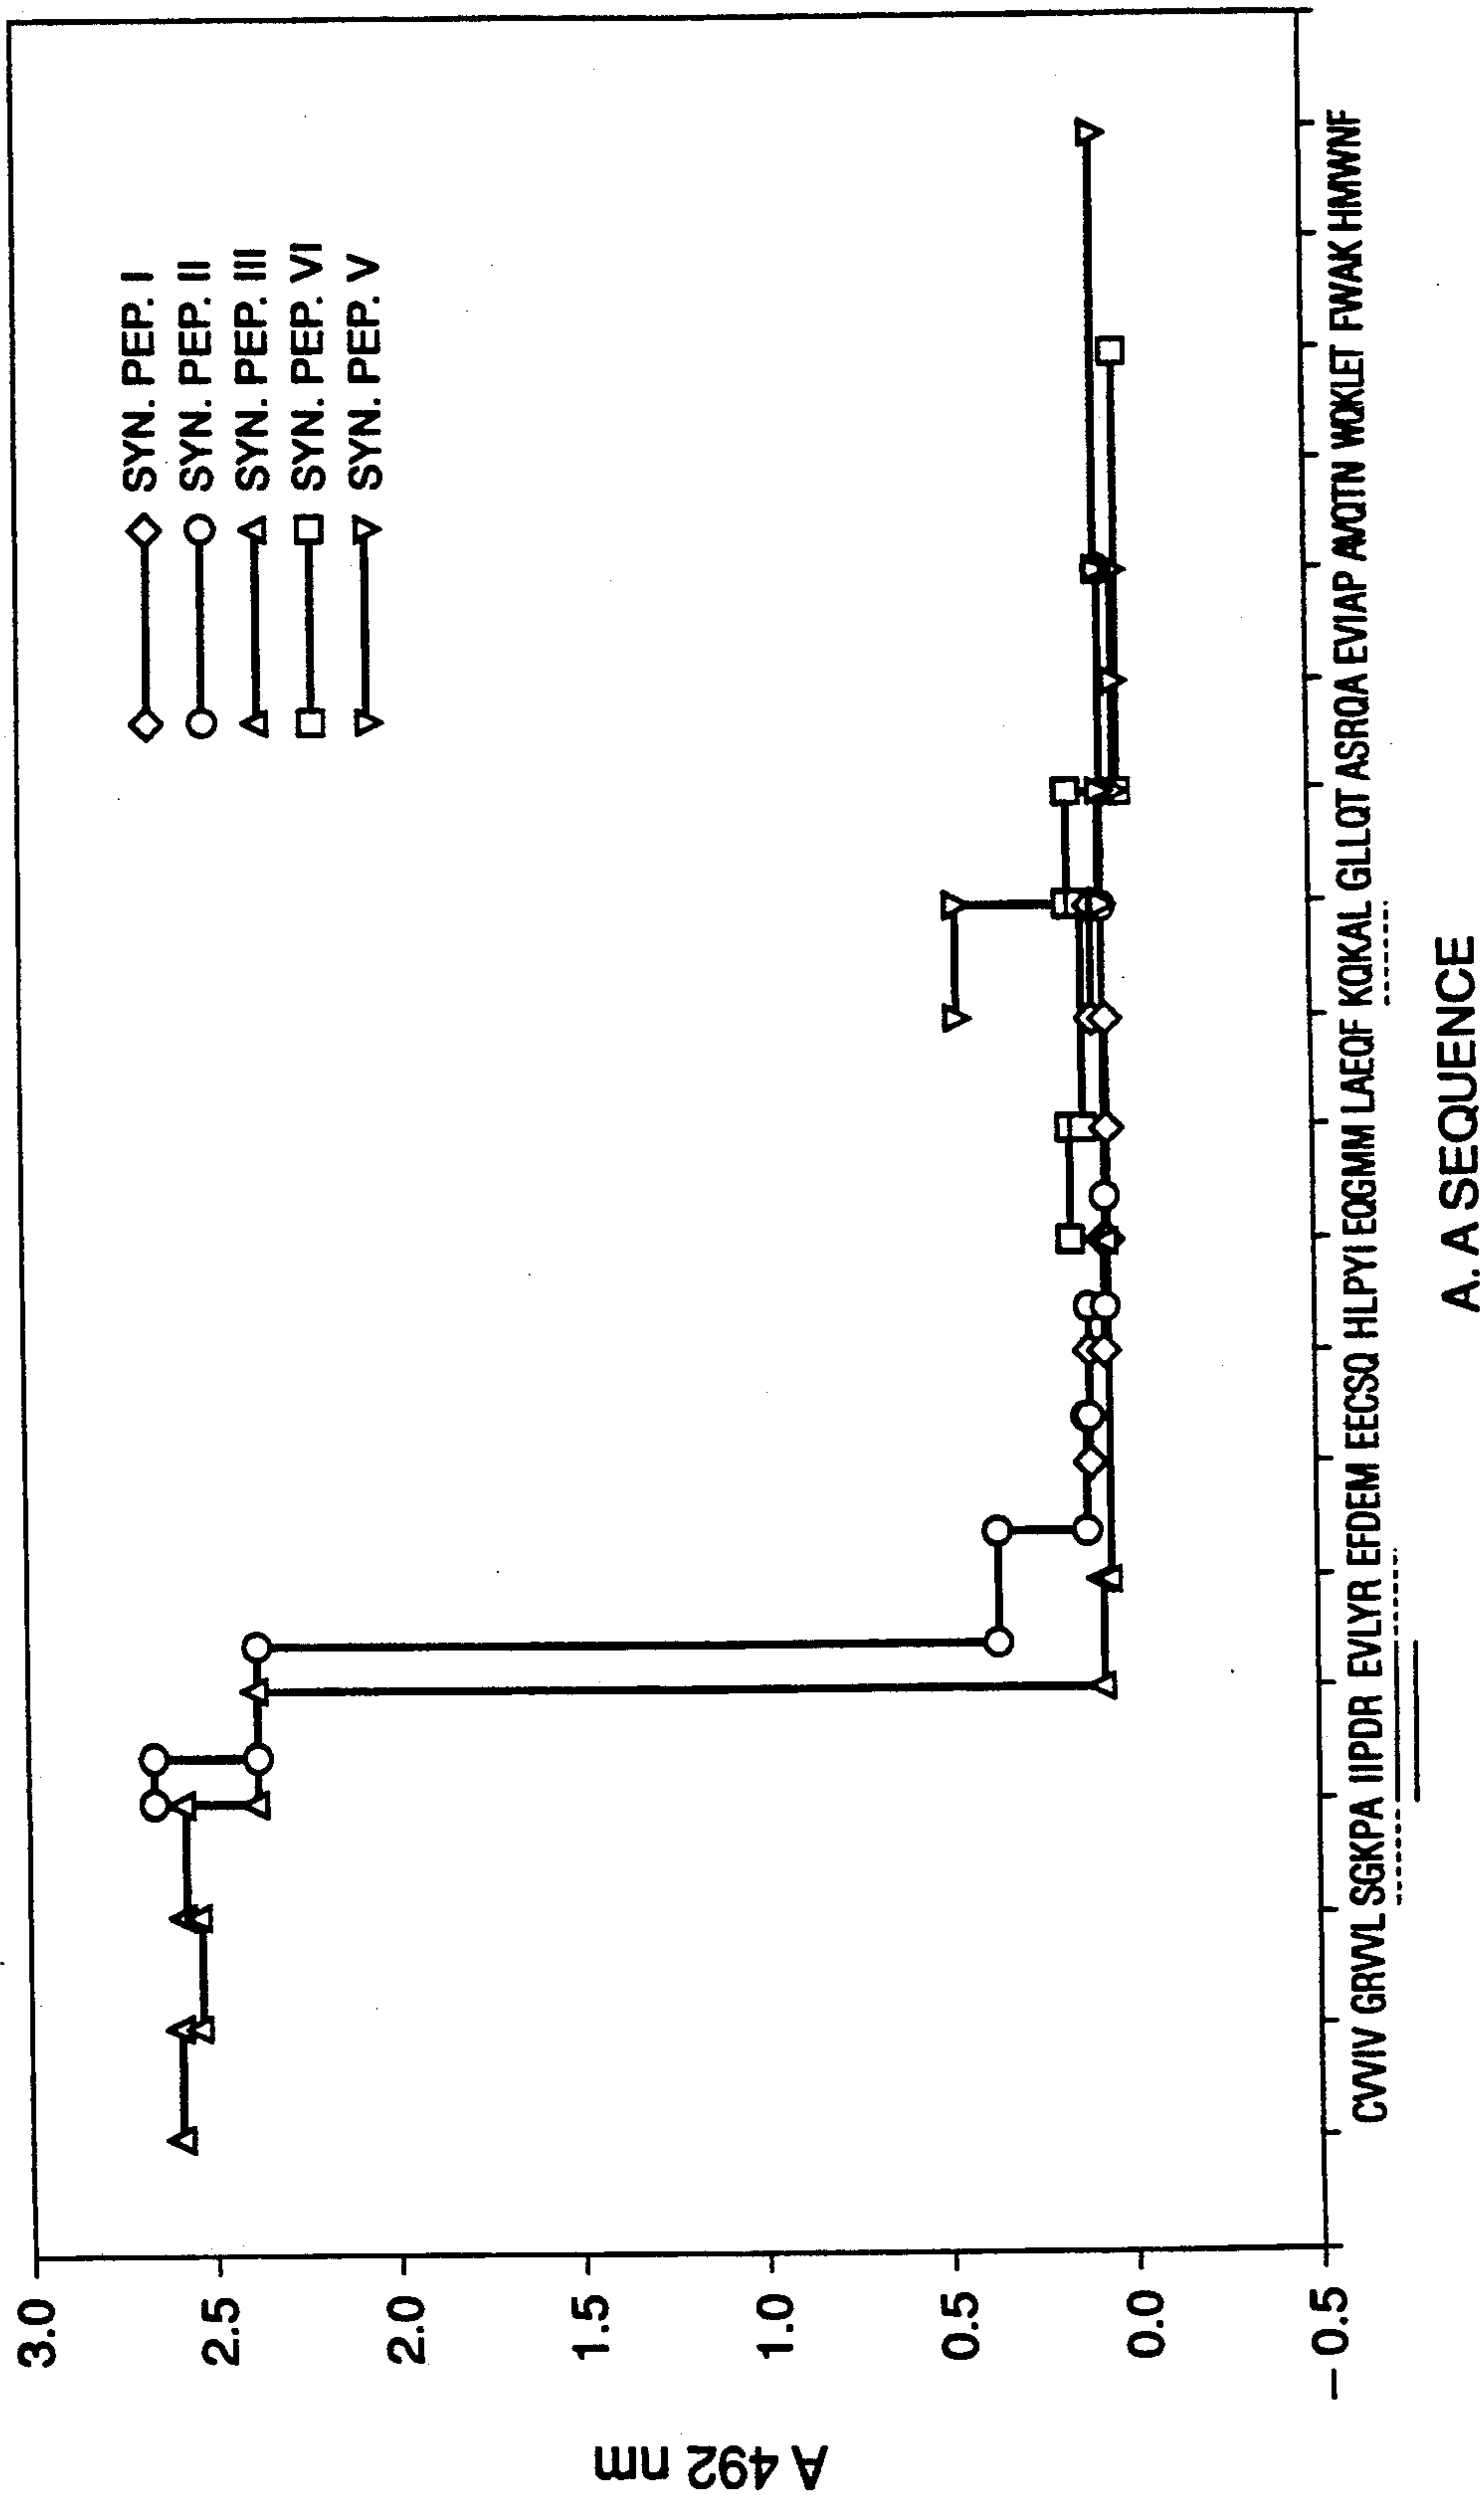 SYN. PEP. I
SYN. PEP. II
SYN. PEP. III
SYN. PEP. VI
SYN. PEP. V
3.0
2.5
2.0
1.5
1.0
0.5
0.0
-0.5
A 492 nm
CVVIV GRVVL SGKPA IIPDR EVLYR EFDEM EECSQ HLPYI EQGMM LAEQF KQKAL GLLQT ASRQA EVIAP AVQTN WQKLET FWAK HMWNF
A. A SEQUENCE